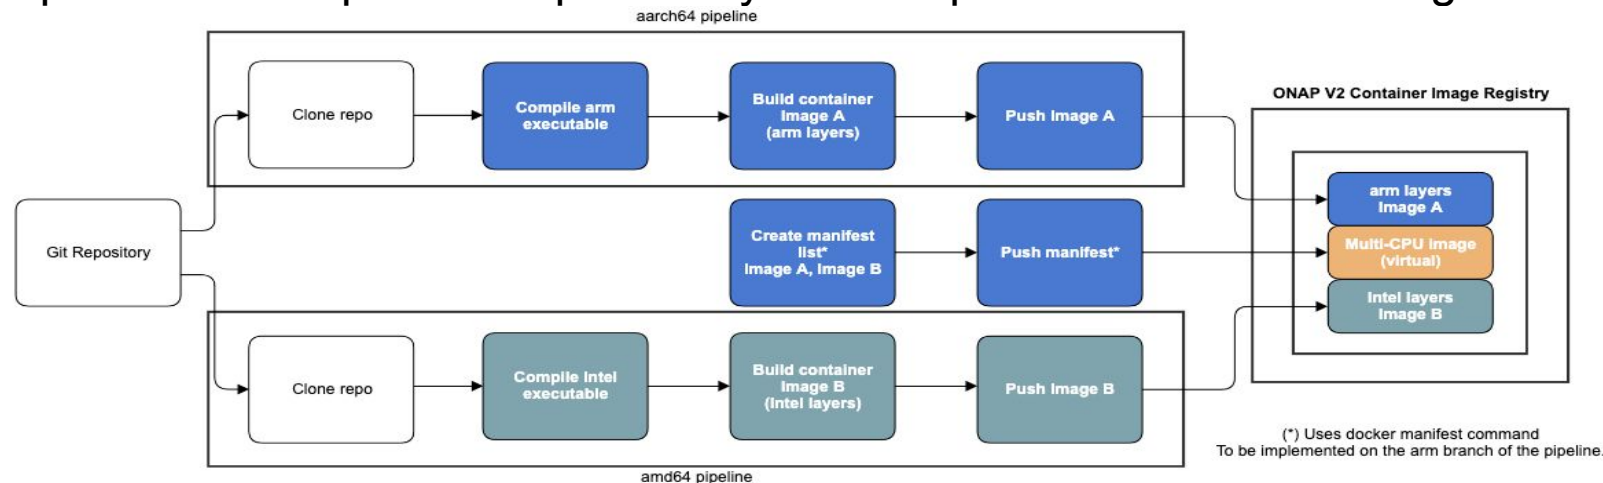 aarch64 pipeline
Clone repo
Compile arm
executable
Build container
Image A
(arm layers)
Push Image A
ONAP V2 Container Image Registry
arm layers
Image A
Multi-CPU image
(virtual)
Intel layers
Image B
Git Repository
Create manifest
list*
Image A, Image B
Push manifest*
Clone repo
Compile Intel
executable
Build container
Image B
(Intel layers)
Push Image B
amd64 pipeline
(*) Uses docker manifest command
To be implemented on the arm branch of the pipeline.